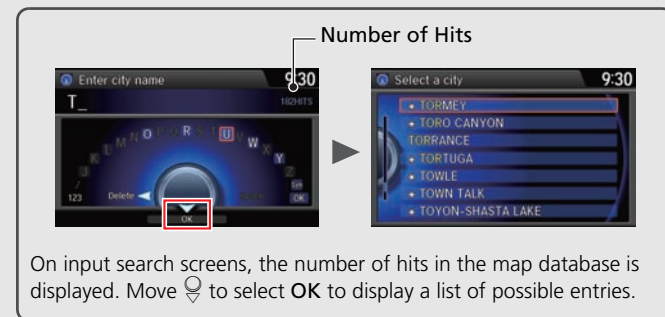 Number of Hits
Enter city name 9:30
T_ 182HITS
J K L M N O P Q R S T U V W X Y Z
/ 123 Delete OK
OK
Select a city 9:30
TORMEY
TORO CANYON
TORRANCE
TORTUGA
TOWLE
TOWN TALK
TOYON-SHASTA LAKE
On input search screens, the number of hits in the map database is
displayed. Move to select OK to display a list of possible entries.